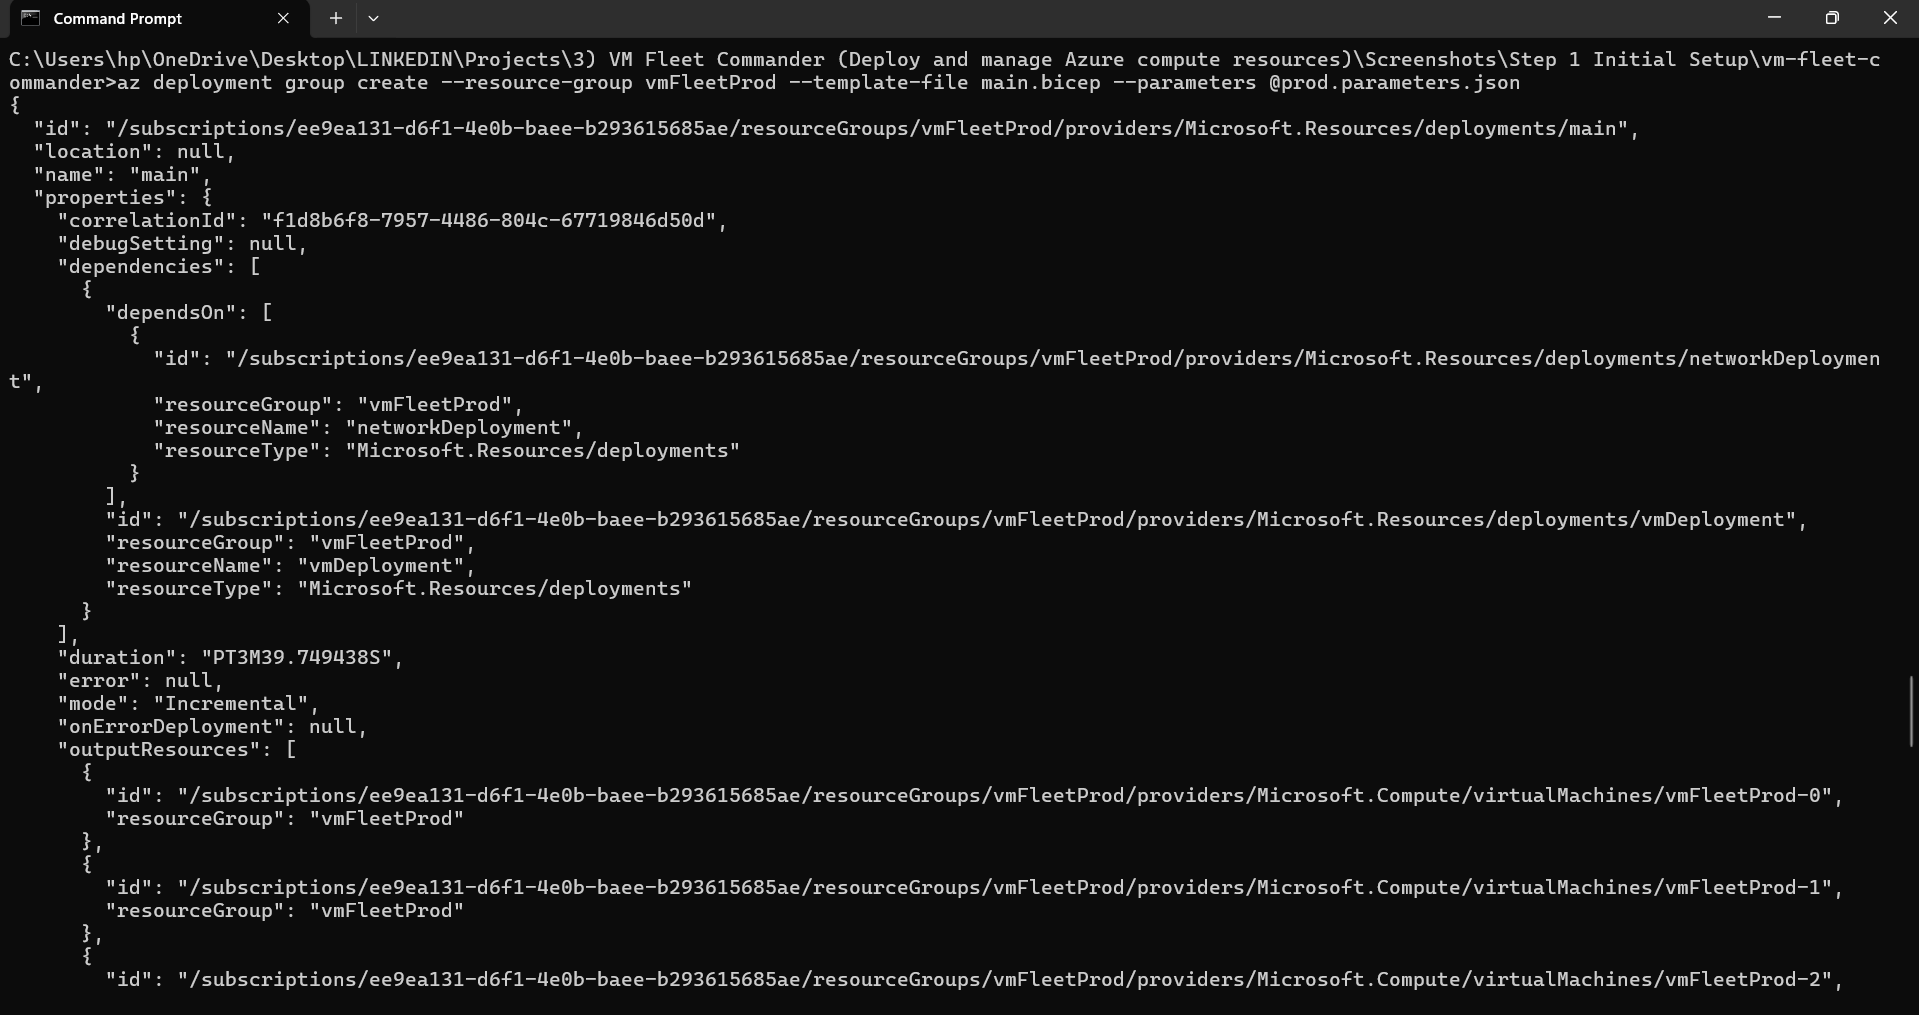 Command Prompt
C:\Users\hp\OneDrive\Desktop\LINKEDIN\Projects\3) VM Fleet Commander (Deploy and manage Azure compute resources)\Screenshots\Step 1 Initial Setup\vm-fleet-c
ommander>az deployment group create --resource-group vmFleetProd --template-file main.bicep --parameters @prod.parameters.json
{
  "id": "/subscriptions/ee9ea131-d6f1-4e0b-baee-b293615685ae/resourceGroups/vmFleetProd/providers/Microsoft.Resources/deployments/main",
  "location": null,
  "name": "main",
  "properties": {
    "correlationId": "f1d8b6f8-7957-4486-804c-67719846d50d",
    "debugSetting": null,
    "dependencies": [
      {
        "dependsOn": [
          {
            "id": "/subscriptions/ee9ea131-d6f1-4e0b-baee-b293615685ae/resourceGroups/vmFleetProd/providers/Microsoft.Resources/deployments/networkDeploymen
t",
            "resourceGroup": "vmFleetProd",
            "resourceName": "networkDeployment",
            "resourceType": "Microsoft.Resources/deployments"
          }
        ],
        "id": "/subscriptions/ee9ea131-d6f1-4e0b-baee-b293615685ae/resourceGroups/vmFleetProd/providers/Microsoft.Resources/deployments/vmDeployment",
        "resourceGroup": "vmFleetProd",
        "resourceName": "vmDeployment",
        "resourceType": "Microsoft.Resources/deployments"
      }
    ],
    "duration": "PT3M39.749438S",
    "error": null,
    "mode": "Incremental",
    "onErrorDeployment": null,
    "outputResources": [
      {
        "id": "/subscriptions/ee9ea131-d6f1-4e0b-baee-b293615685ae/resourceGroups/vmFleetProd/providers/Microsoft.Compute/virtualMachines/vmFleetProd-0",
        "resourceGroup": "vmFleetProd"
      },
      {
        "id": "/subscriptions/ee9ea131-d6f1-4e0b-baee-b293615685ae/resourceGroups/vmFleetProd/providers/Microsoft.Compute/virtualMachines/vmFleetProd-1",
        "resourceGroup": "vmFleetProd"
      },
      {
        "id": "/subscriptions/ee9ea131-d6f1-4e0b-baee-b293615685ae/resourceGroups/vmFleetProd/providers/Microsoft.Compute/virtualMachines/vmFleetProd-2",